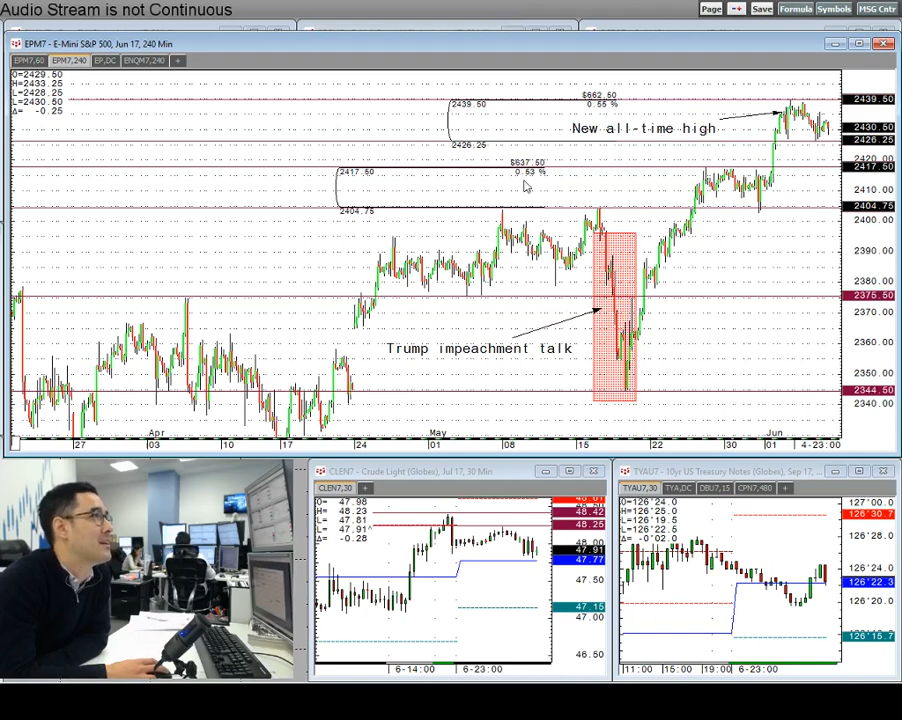 Audio Stream is not Continuous
Page
Save
Formula
Symbols
MSG Cntr
EPM7 - E-Mini S&P 500, Jun 17, 240 Min
EPM7,60
EPM7,240
EP,DC
ENQM7,240
+
O=2429.50
H=2433.25
L=2428.25
L=2430.50
Δ= -0.25
$662.50
2439.50
0.55 %
New all-time high
2426.25
$637.50
2417.50
0.53 %
2404.75
Trump impeachment talk
2439.50
2430.50
2426.25
2420.00
2417.50
2410.00
2404.75
2400.00
2390.00
2380.00
2375.50
2370.00
2360.00
2350.00
2344.50
2340.00
Apr
May
Jun
27
03
10
17
24
01
08
15
22
30
01
4-23:00
CLEN7 - Crude Light (Globex), Jul 17, 30 Min
CLEN7,30
+
O= 47.98
H= 48.23
L= 47.81
L= 47.91^
Δ= -0.28
48.61
48.42
48.25
48.00
47.91
47.77
47.50
47.15
47.00
46.50
6-14:00
6-23:00
TYAU7 - 10yr US Treasury Notes (Globex), Sep 17,
TYAU7,30
TYA,DC
DBU7,15
CPN7,480
+
O=126'24.0
H=126'25.0
L=126'19.5
L=126'22.5
Δ= -0'02.0
127'00.0
126'30.7
126'28.0
126'24.0
126'22.3
126'20.0
126'15.7
11:00
15:00
19:00
6-23:00